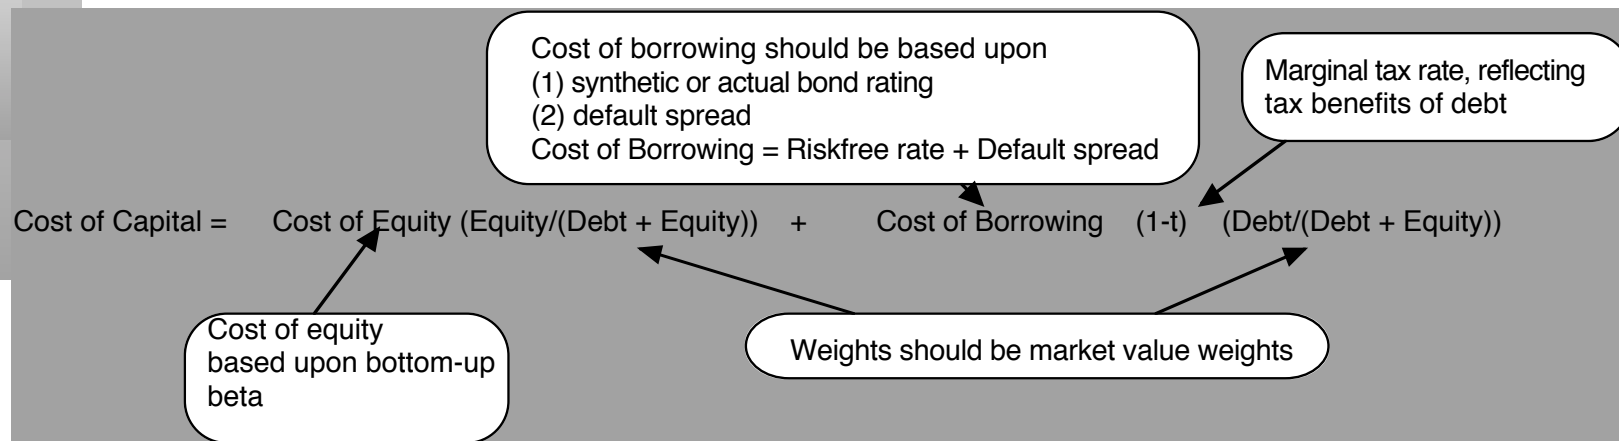 Cost of borrowing should be based upon
(1) synthetic or actual bond rating
(2) default spread
Cost of Borrowing = Riskfree rate + Default spread
Marginal tax rate, reflecting
tax benefits of debt
Cost of Capital = Cost of Equity (Equity/(Debt + Equity)) + Cost of Borrowing (1-t) (Debt/(Debt + Equity))
Cost of equity
based upon bottom-up
beta
Weights should be market value weights